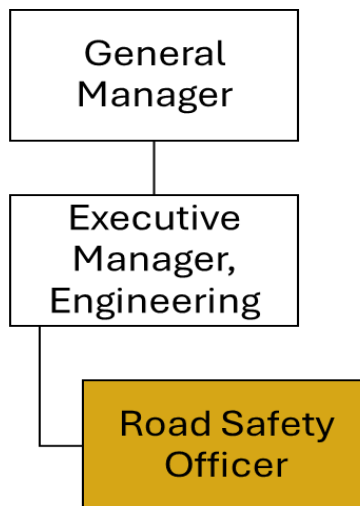 General
Manager
Executive
Manager,
Engineering
Road Safety
Officer